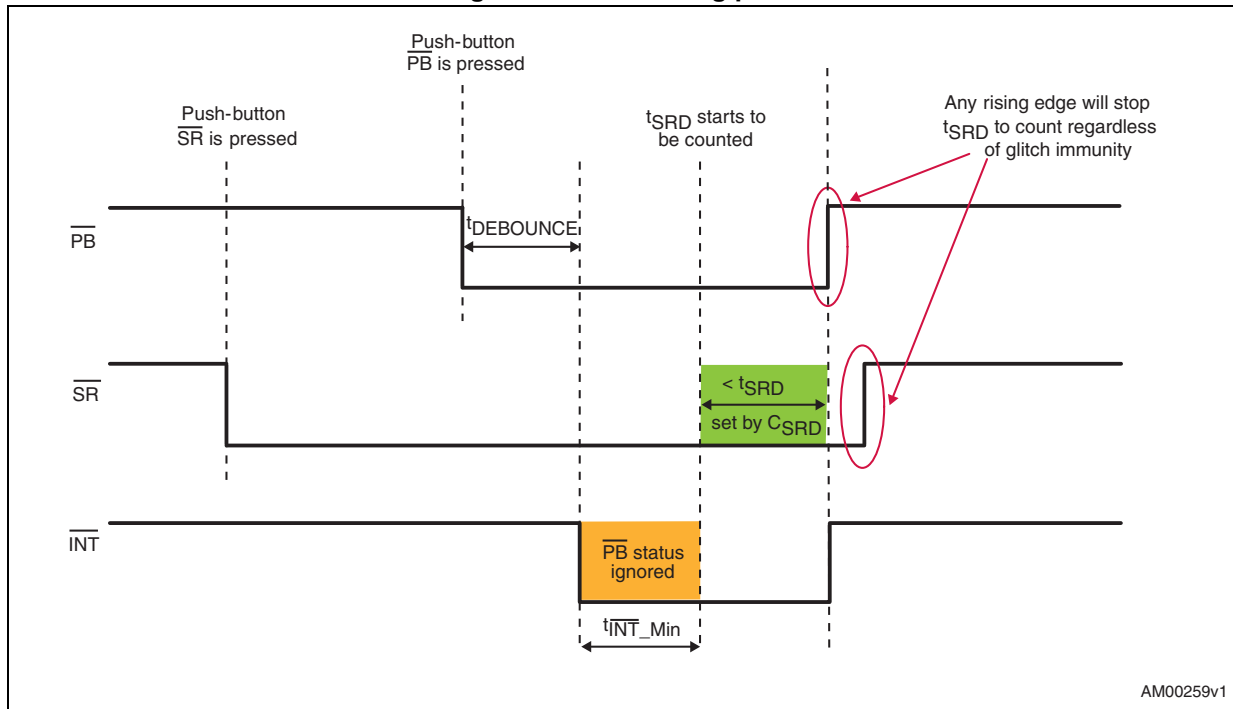 Push-button
PB is pressed
Push-button
SR is pressed
tSRD starts to
be counted
Any rising edge will stop
tSRD to count regardless
of glitch immunity
PB
tDEBOUNCE
SR
< tSRD
set by CSRD
INT
PB status
ignored
tINT_Min
AM00259v1